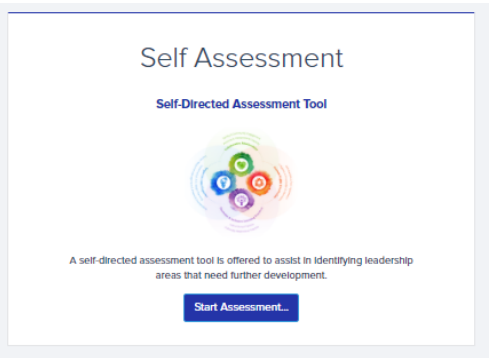 Self Assessment
Self-Directed Assessment Tool
A self-directed assessment tool is offered to assist in identifying leadership
areas that need further development.
Start Assessment...